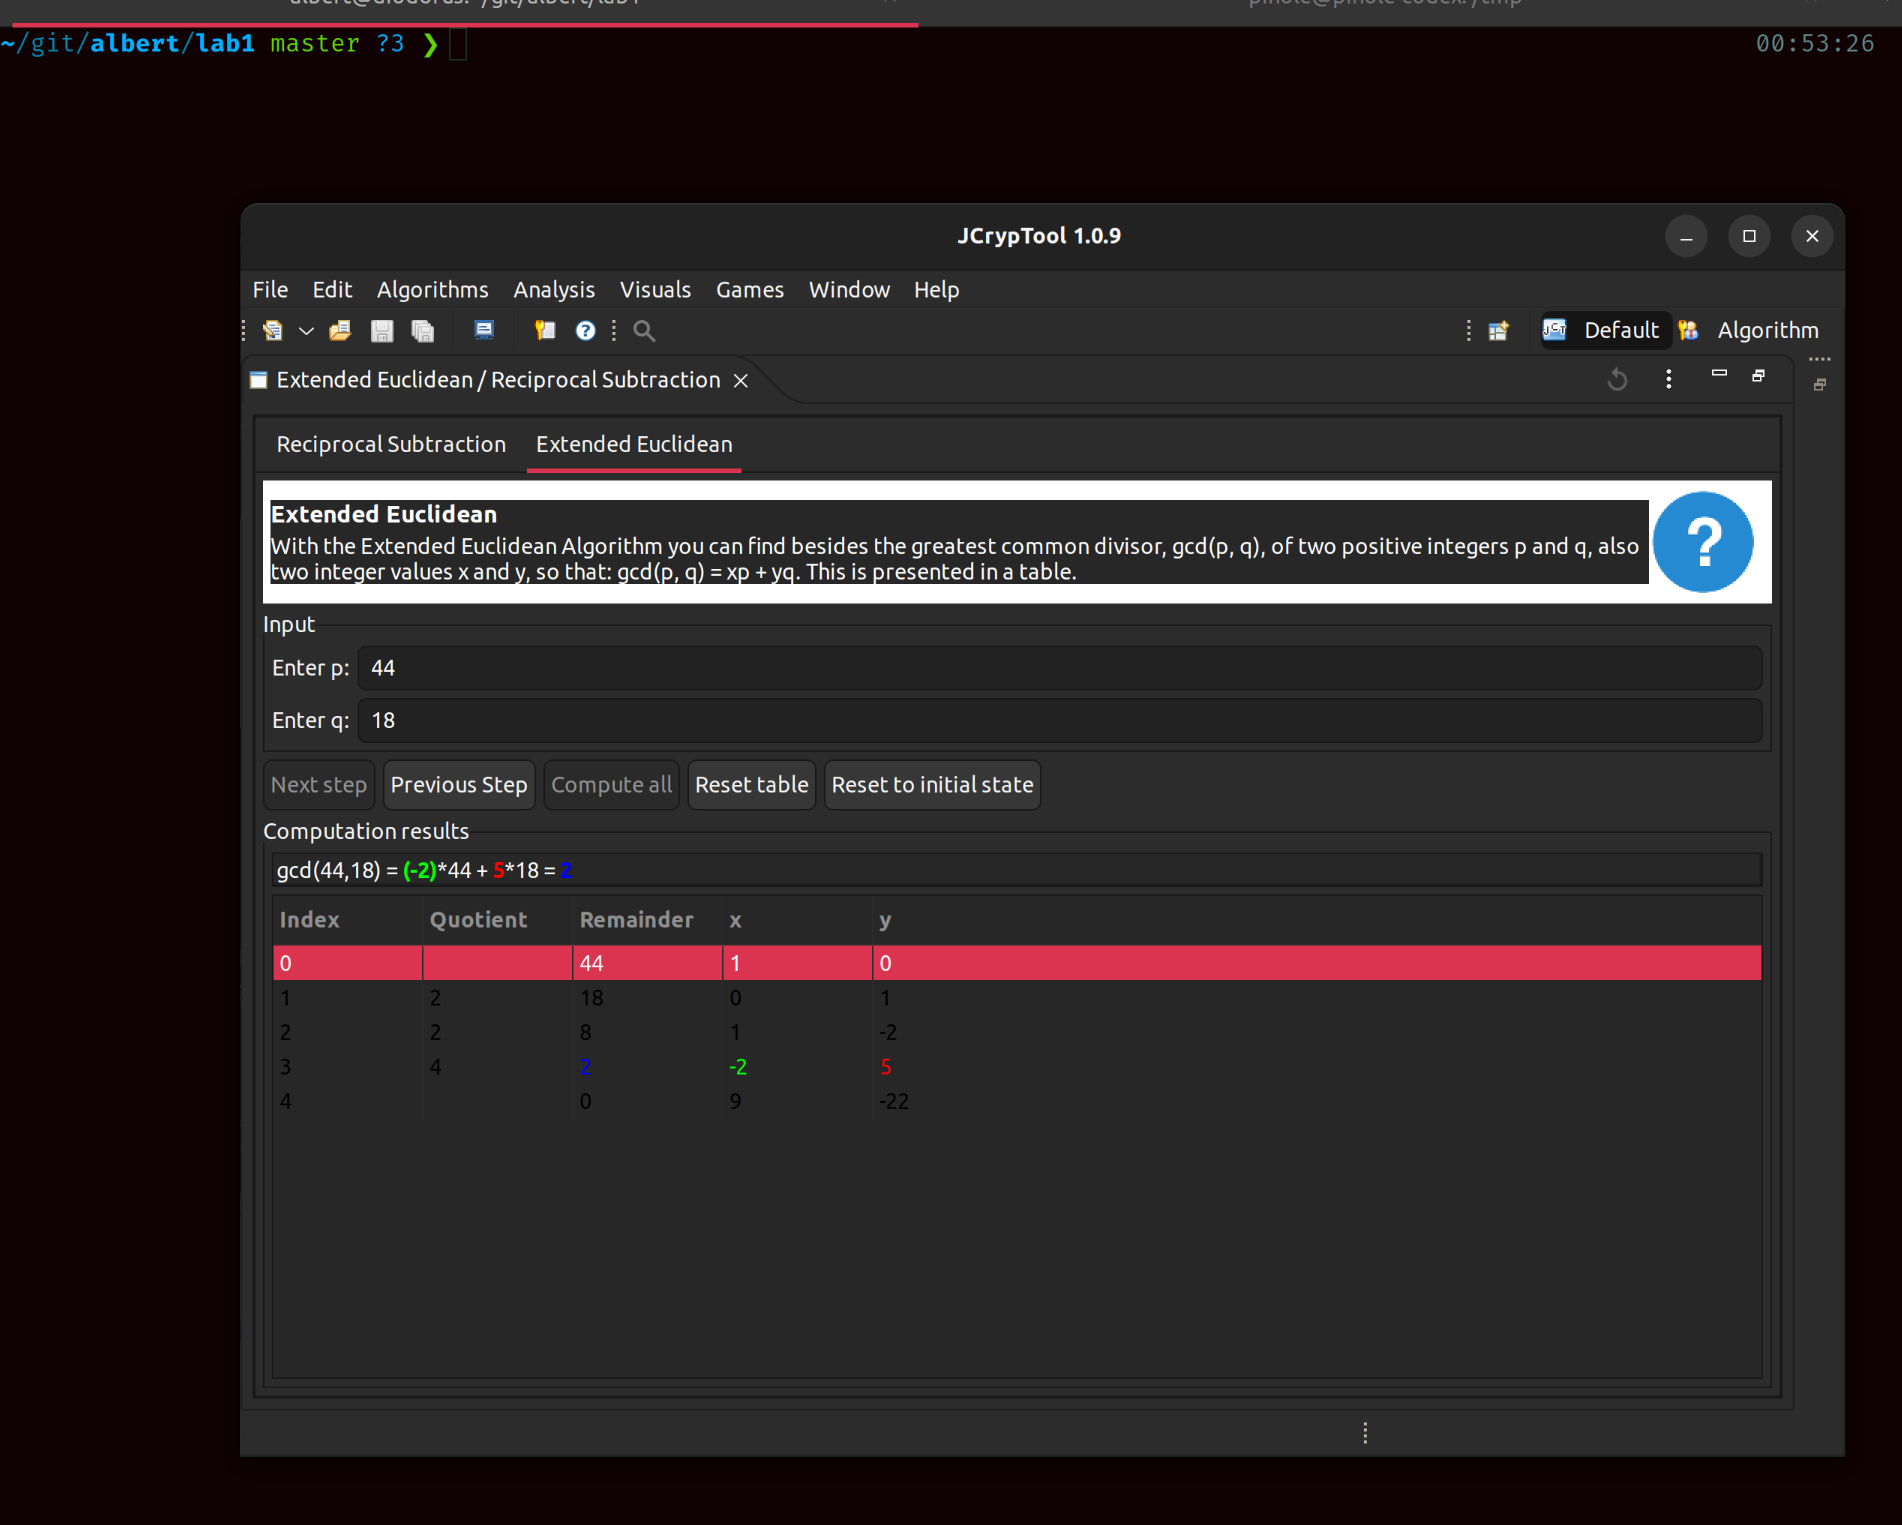 ~/git/albert/lab1 master ?3 ❯ 00:53:26
JCrypTool 1.0.9
File Edit Algorithms Analysis Visuals Games Window Help
Default Algorithm
Extended Euclidean / Reciprocal Subtraction
Reciprocal Subtraction Extended Euclidean
Extended Euclidean
With the Extended Euclidean Algorithm you can find besides the greatest common divisor, gcd(p, q), of two positive integers p and q, also
two integer values x and y, so that: gcd(p, q) = xp + yq. This is presented in a table.
Input
Enter p: 44
Enter q: 18
Next step Previous Step Compute all Reset table Reset to initial state
Computation results
gcd(44,18) = (-2)*44 + 5*18 = 2
Index Quotient Remainder x y
0 44 1 0
1 2 18 0 1
2 2 8 1 -2
3 4 2 -2 5
4 0 9 -22